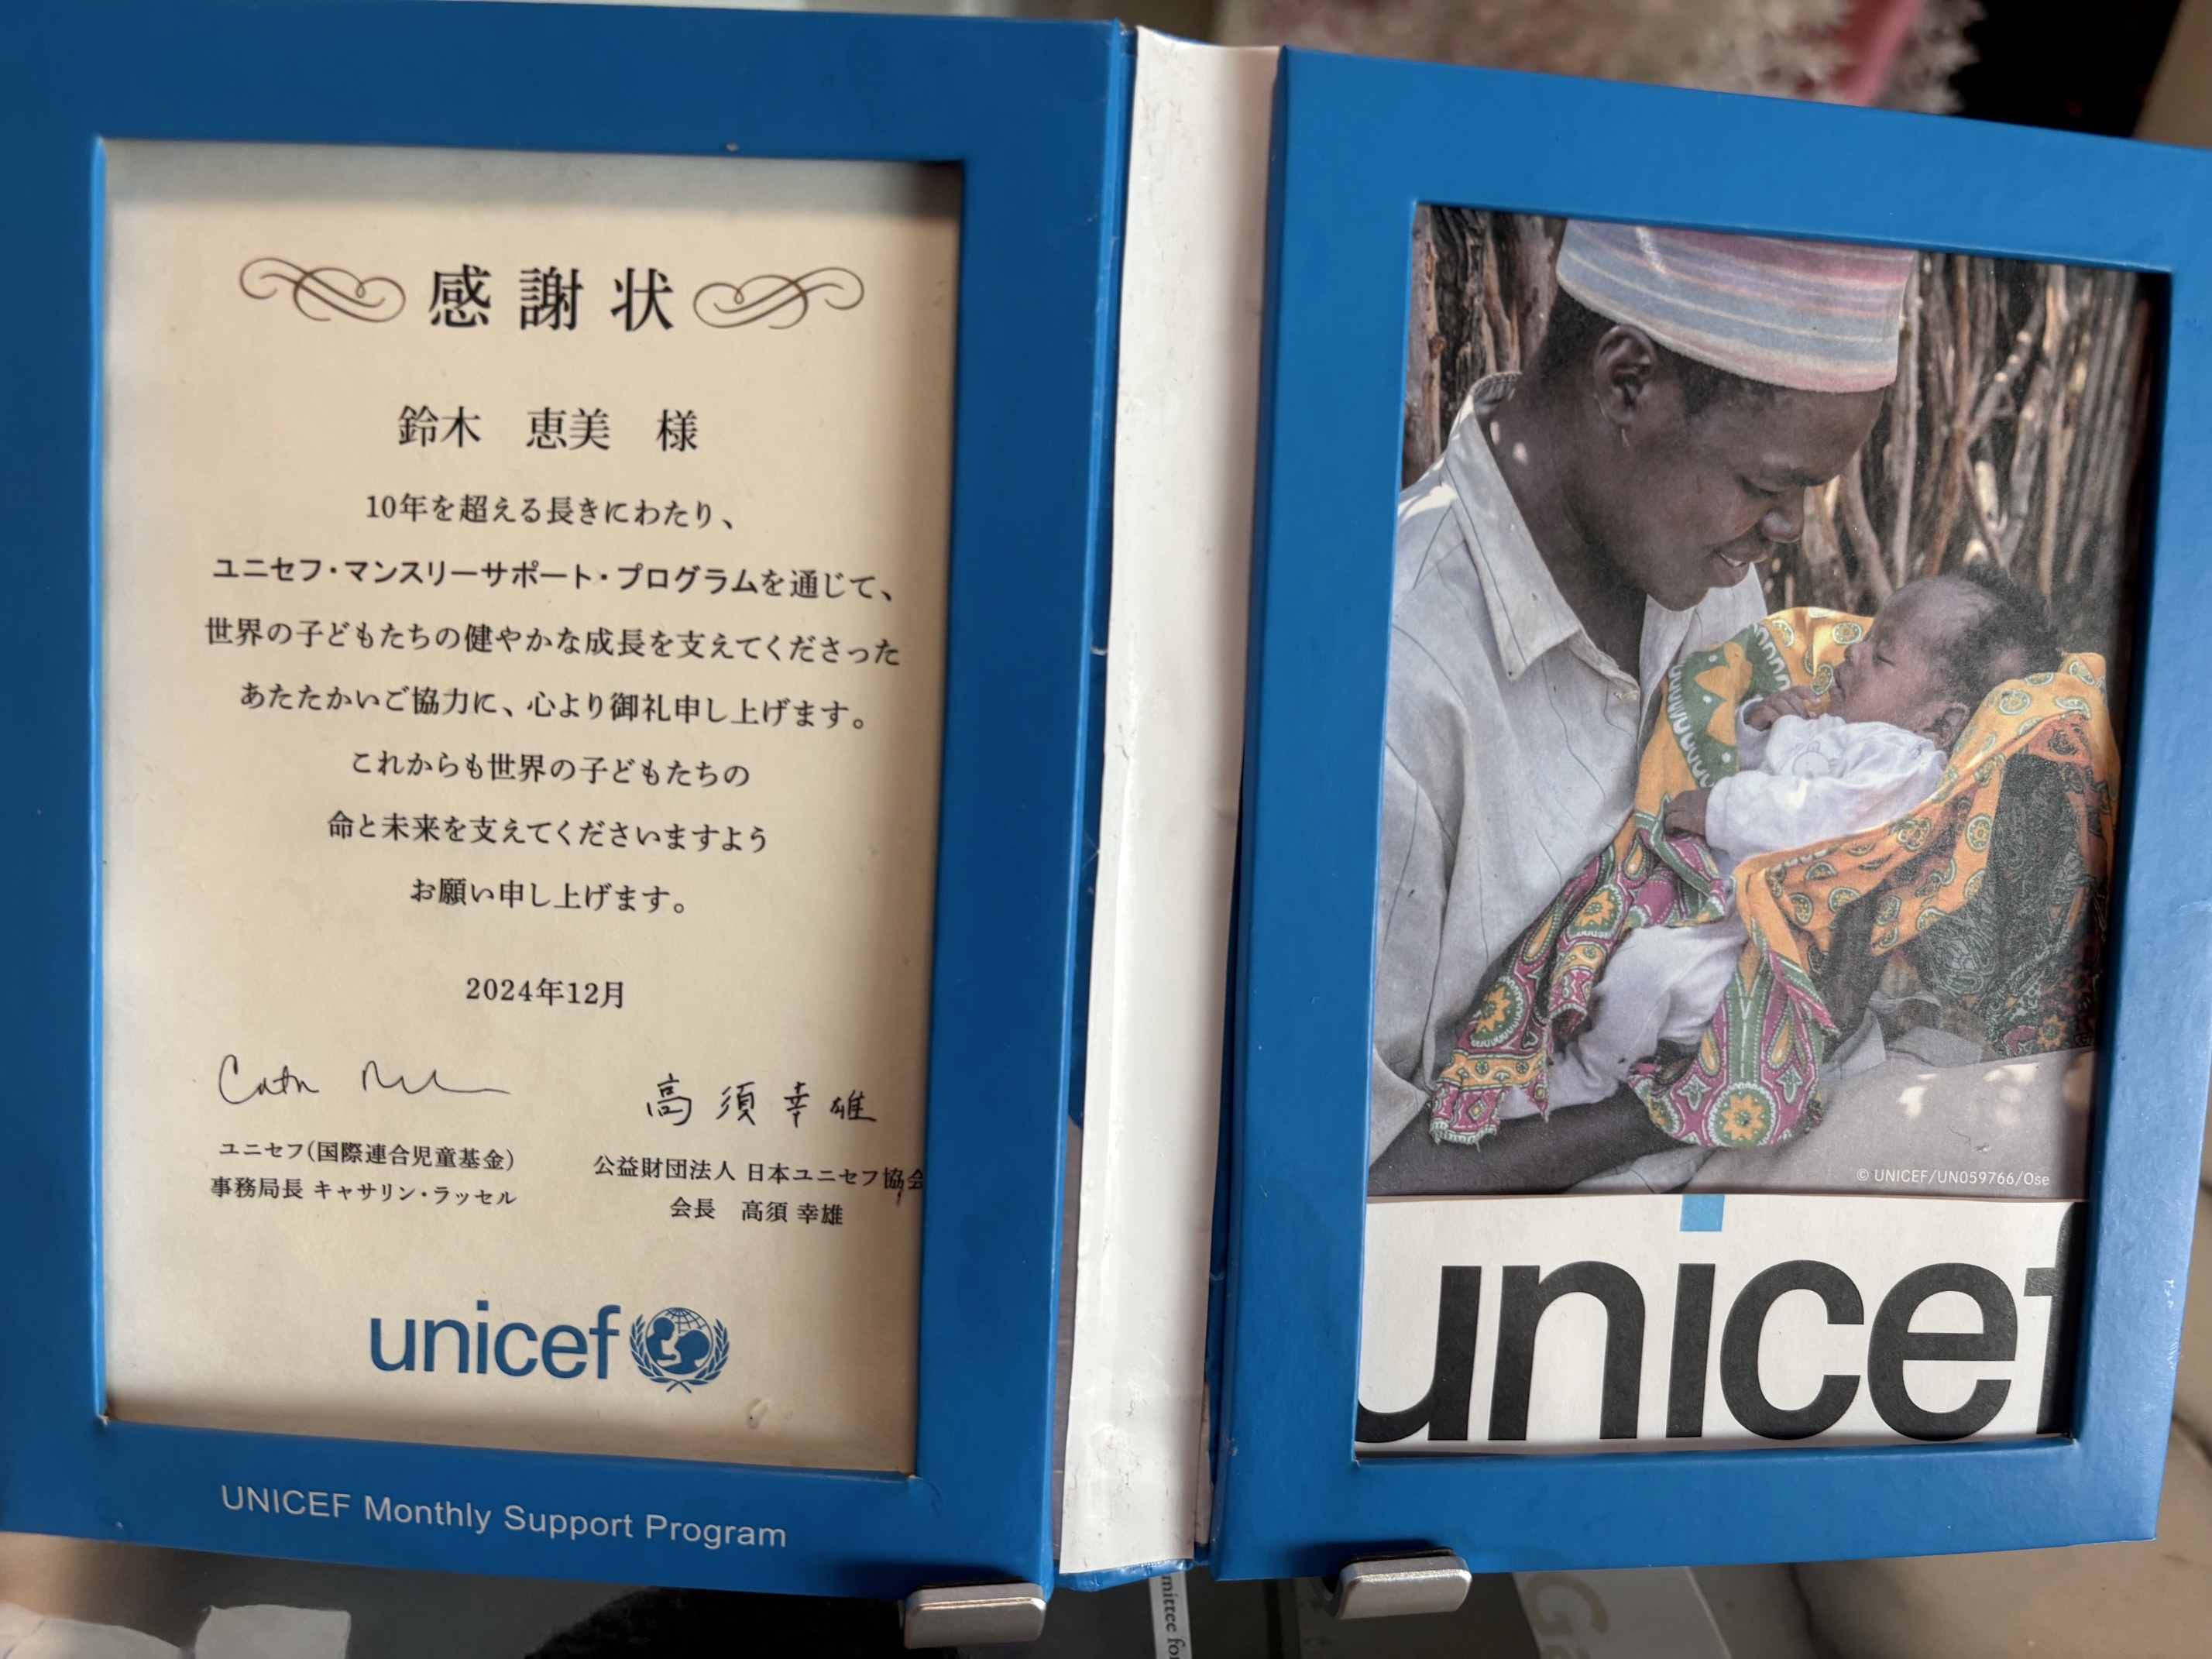 感謝状
鈴木 恵美 様
10年を超える長きにわたり、
ユニセフ・マンスリーサポート・プログラムを通じて、
世界の子どもたちの健やかな成長を支えてくださった
あたたかいご協力に、心より御礼申し上げます。
これからも世界の子どもたちの
命と未来を支えてくださいますよう
お願い申し上げます。
2024年12月
高須幸雄
ユニセフ(国際連合児童基金)
事務局長 キャサリン・ラッセル
公益財団法人 日本ユニセフ協会
会長 高須 幸雄
unicef
UNICEF Monthly Support Program
© UNICEF/UN059766/Ose
unicef
mittee fo